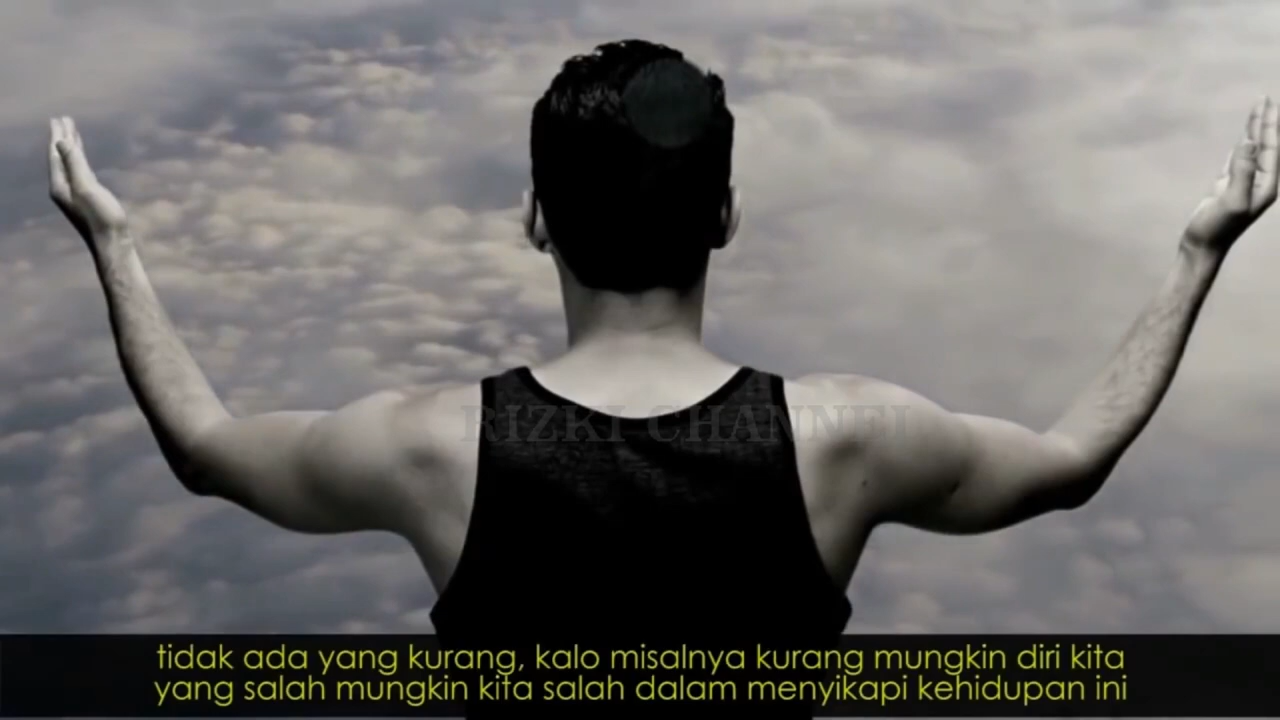 RIZKI CHANNEL
tidak ada yang kurang, kalo misalnya kurang mungkin diri kita
yang salah mungkin kita salah dalam menyikapi kehidupan ini